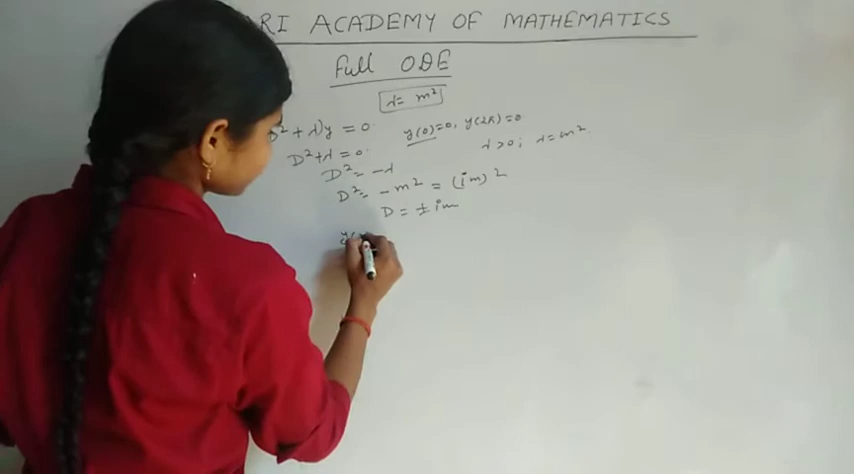 ARI ACADEMY OF MATHEMATICS
Full ODE
λ = m²
D² + λ)y = 0 y(0)=0, y(2π)=0
D²+λ = 0 λ>0; λ=m²
D² = -λ
D² = -m² = (im)²
D = ± im
y(